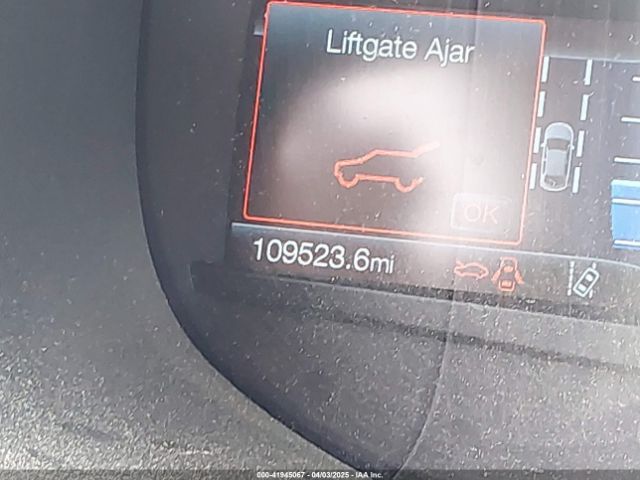 Liftgate Ajar
OK
109523.6mi
000-41945067 - 04/03/2025 - IAA Inc.